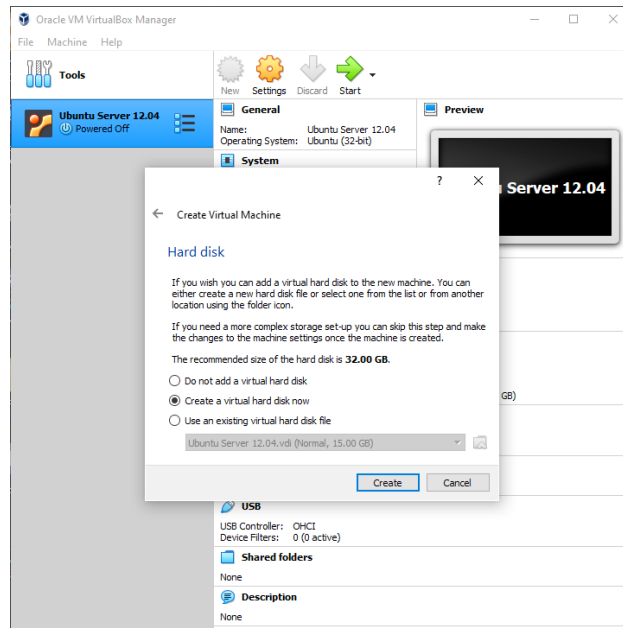 Oracle VM VirtualBox Manager
File Machine Help
Tools
New Settings Discard Start
Ubuntu Server 12.04
Powered Off
General
Name: Ubuntu Server 12.04
Operating System: Ubuntu (32-bit)
System
Preview
Server 12.04
?
Create Virtual Machine
Hard disk
If you wish you can add a virtual hard disk to the new machine. You can
either create a new hard disk file or select one from the list or from another
location using the folder icon.
If you need a more complex storage set-up you can skip this step and make
the changes to the machine settings once the machine is created.
The recommended size of the hard disk is 32.00 GB.
Do not add a virtual hard disk
Create a virtual hard disk now
Use an existing virtual hard disk file
Ubuntu Server 12.04.vdi (Normal, 15.00 GB)
Create Cancel
GB)
USB
USB Controller: OHCI
Device Filters: 0 (0 active)
Shared folders
None
Description
None